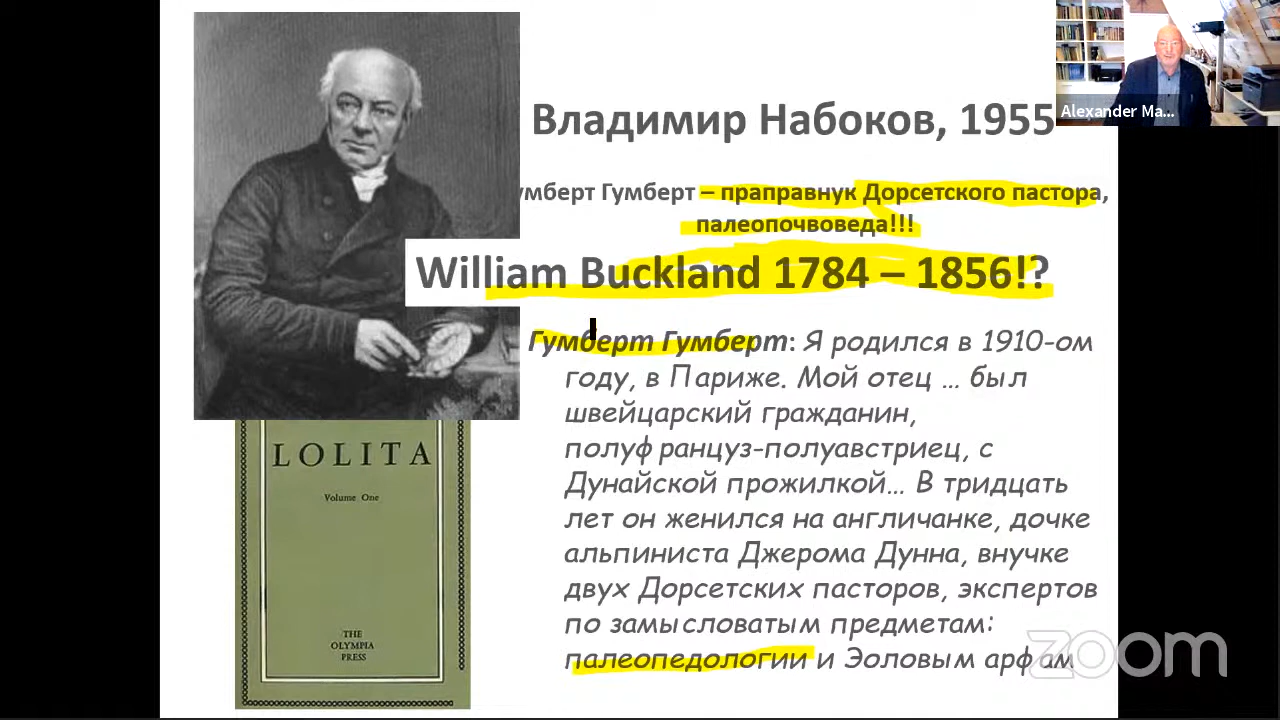 Владимир Набоков, 1955
Alexander Ma...
умберт Гумберт – праправнук Дорсетского пастора,
палеопочвоведа!!!
William Buckland 1784 – 1856!?
Гумберт Гумберт: Я родился в 1910-ом
году, в Париже. Мой отец … был
швейцарский гражданин,
полуфранцуз-полуавстриец, с
Дунайской прожилкой… В тридцать
лет он женился на англичанке, дочке
альпиниста Джерома Дунна, внучке
двух Дорсетских пасторов, экспертов
по замысловатым предметам:
палеопедологии и Эоловым арфам
LOLITA
Volume One
THE
OLYMPIA
PRESS
zoom